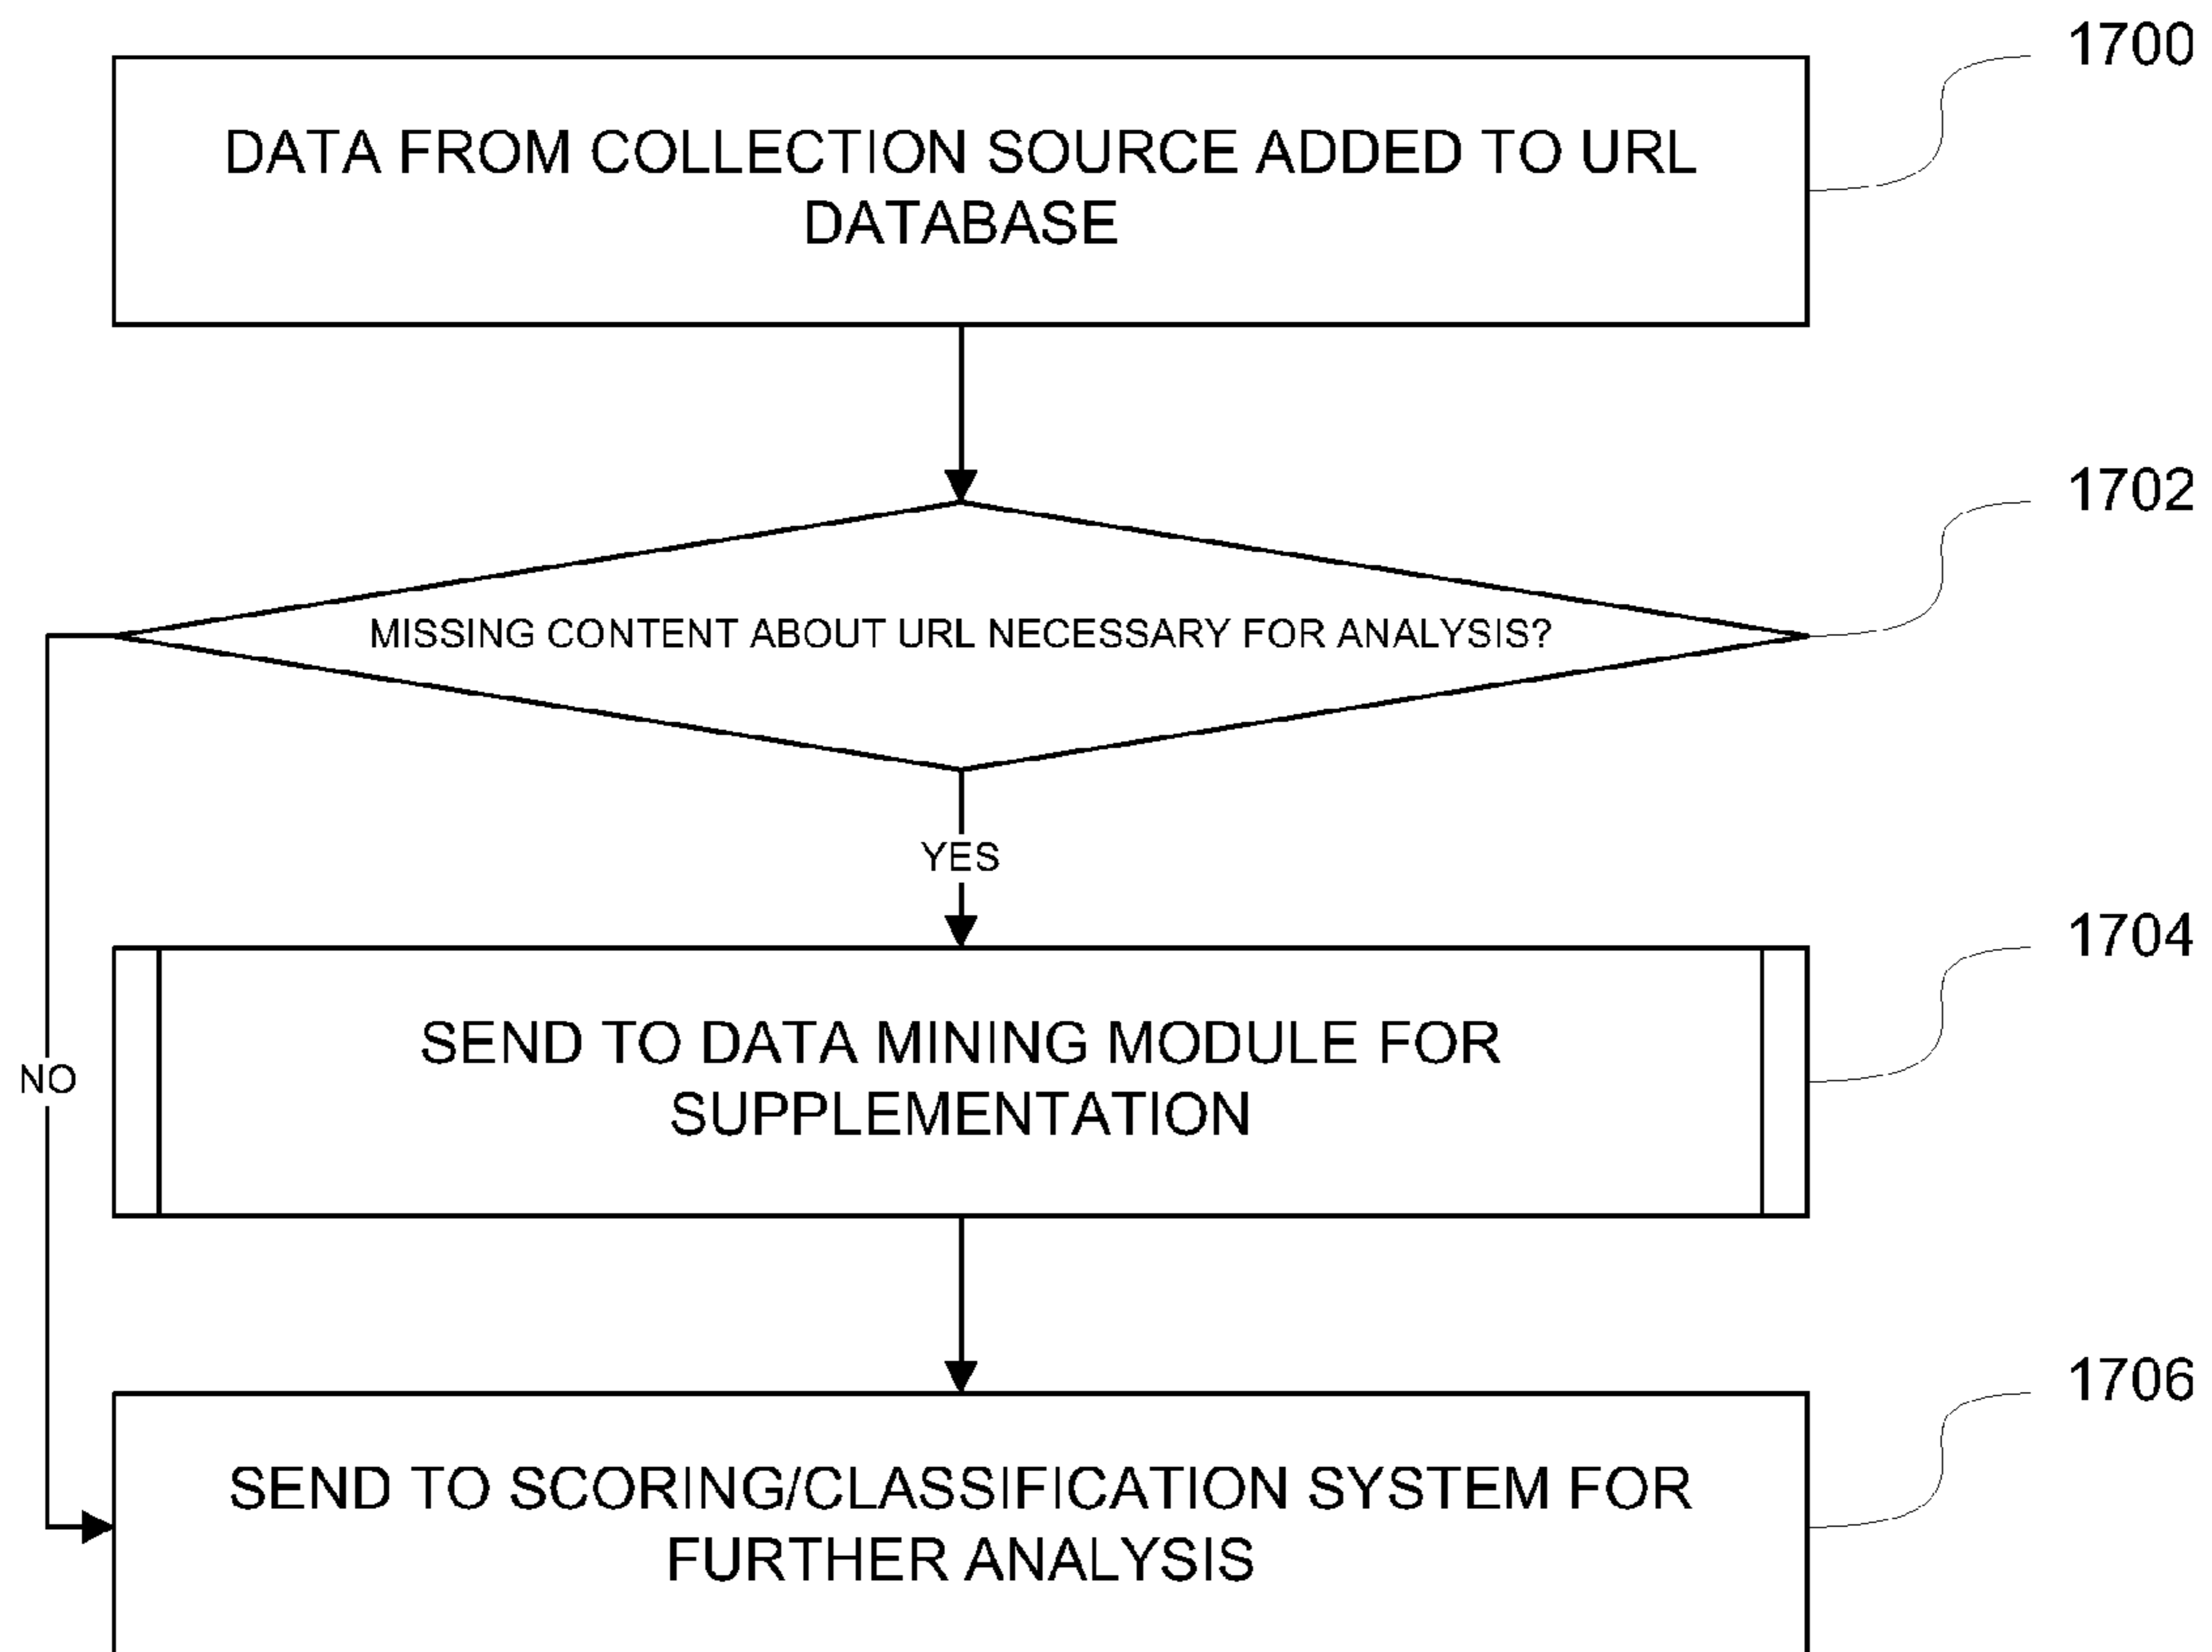 1700
DATA FROM COLLECTION SOURCE ADDED TO URL
DATABASE
1702
MISSING CONTENT ABOUT URL NECESSARY FOR ANALYSIS?
YES
1704
SEND TO DATA MINING MODULE FOR
SUPPLEMENTATION
NO
1706
SEND TO SCORING/CLASSIFICATION SYSTEM FOR
FURTHER ANALYSIS